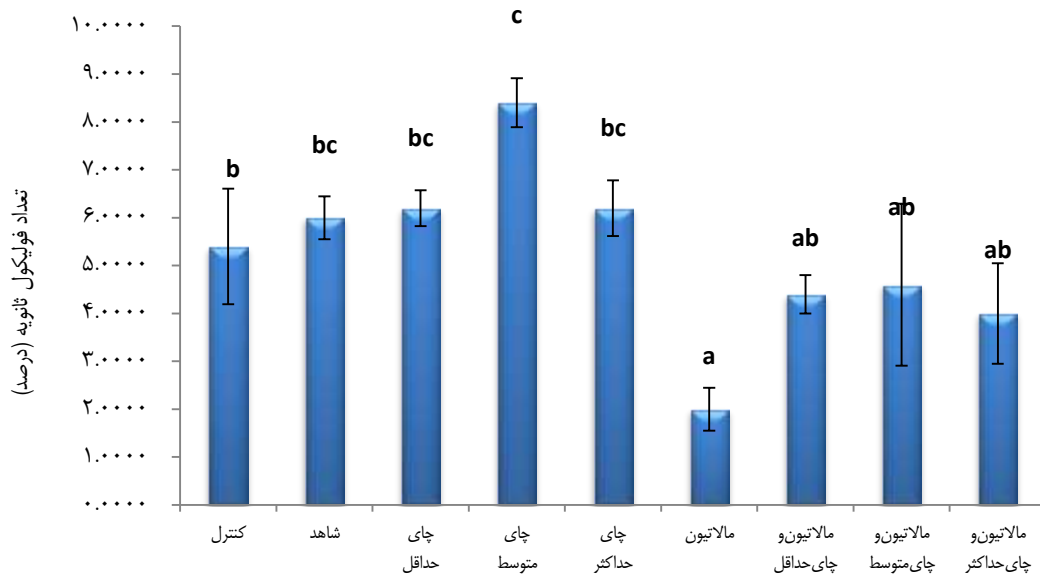 تعداد فولیکول ثانویه (درصد)
۱۰.۰۰۰۰
۹.۰۰۰۰
۸.۰۰۰۰
۷.۰۰۰۰
۶.۰۰۰۰
۵.۰۰۰۰
۴.۰۰۰۰
۳.۰۰۰۰
۲.۰۰۰۰
۱.۰۰۰۰
۰.۰۰۰۰
b
bc
bc
c
bc
a
ab
ab
ab
کنترل
شاهد
چای
حداقل
چای
متوسط
چای
حداکثر
مالاتیون
مالاتیون‌و
چای‌حداقل
مالاتیون‌و
چای‌متوسط
مالاتیون‌و
چای‌حداکثر